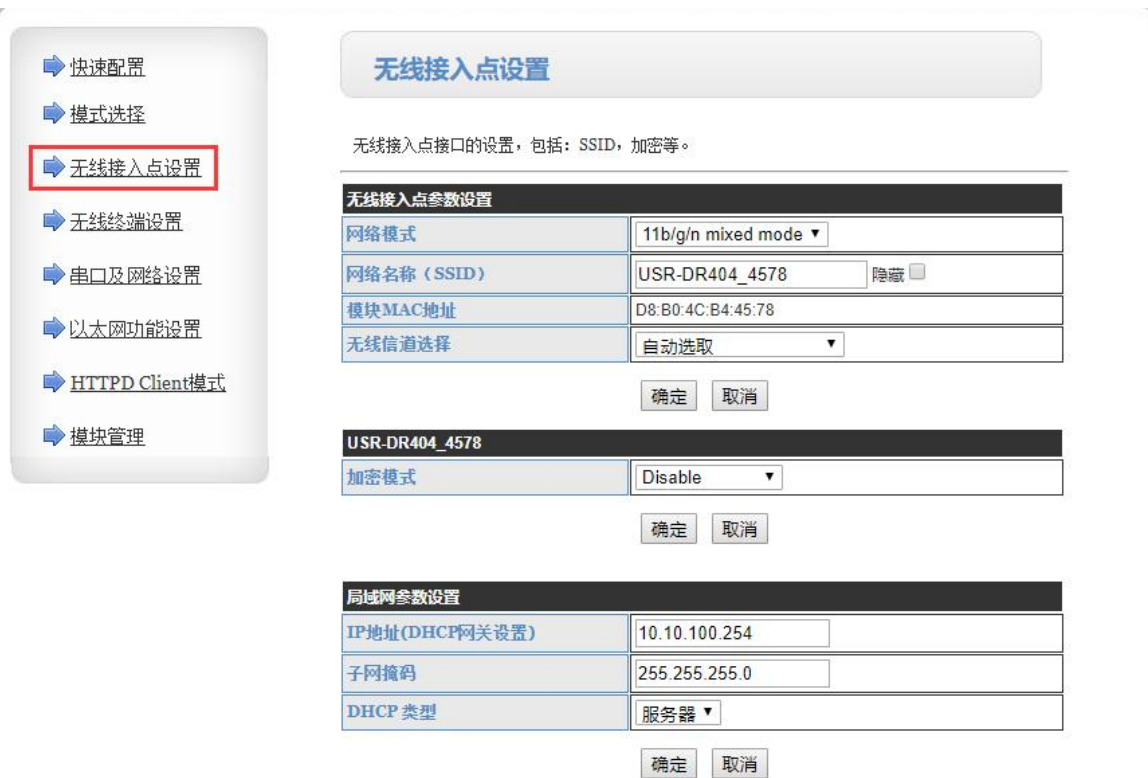 快速配置
模式选择
无线接入点设置
无线终端设置
串口及网络设置
以太网功能设置
HTTPD Client模式
模块管理
无线接入点设置
无线接入点接口的设置，包括：SSID，加密等。
无线接入点参数设置
网络模式 11b/g/n mixed mode
网络名称（SSID） USR-DR404_4578 隐藏
模块MAC地址 D8:B0:4C:B4:45:78
无线信道选择 自动选取
确定 取消
USR-DR404_4578
加密模式 Disable
确定 取消
局域网参数设置
IP地址(DHCP网关设置) 10.10.100.254
子网掩码 255.255.255.0
DHCP 类型 服务器
确定 取消